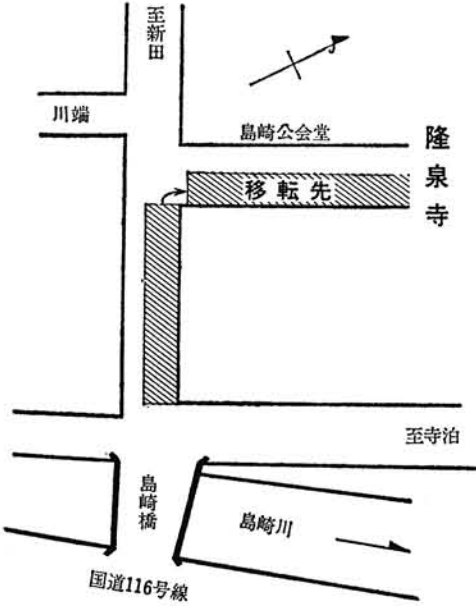 至新田
川端
島崎公会堂
隆泉寺
移転先
至寺泊
島崎橋
島崎川
国道116号線